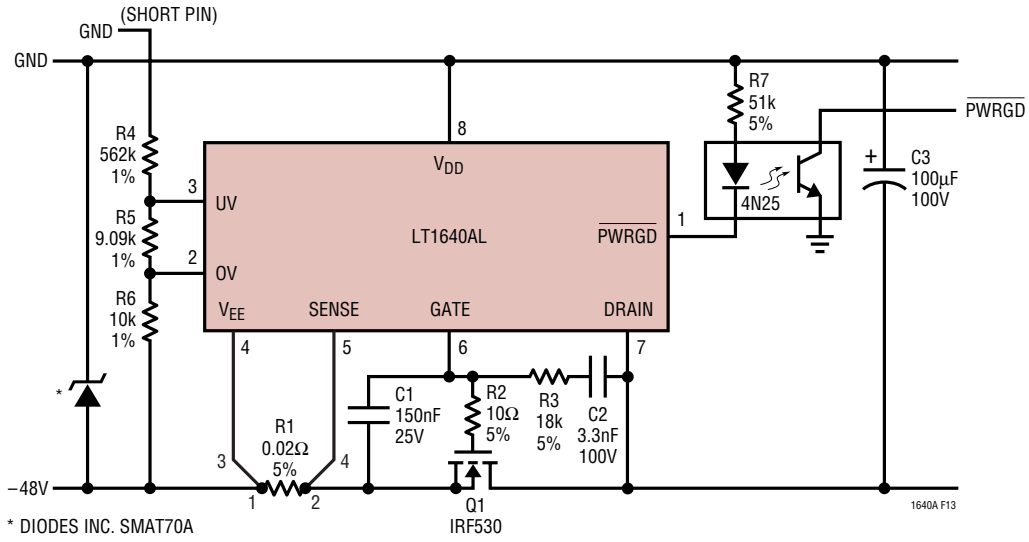 (SHORT PIN)
GND
GND
R4
562k
1%
R5
9.09k
1%
R6
10k
1%
3
2
8
V_DD
UV
LT1640AL
OV
PWRGD
1
V_EE
SENSE
GATE
DRAIN
4
5
6
7
R7
51k
5%
4N25
PWRGD
+
C3
100µF
100V
*
R1
0.02Ω
5%
3
4
1
2
C1
150nF
25V
R2
10Ω
5%
R3
18k
5%
C2
3.3nF
100V
−48V
Q1
IRF530
1640A F13
* DIODES INC. SMAT70A